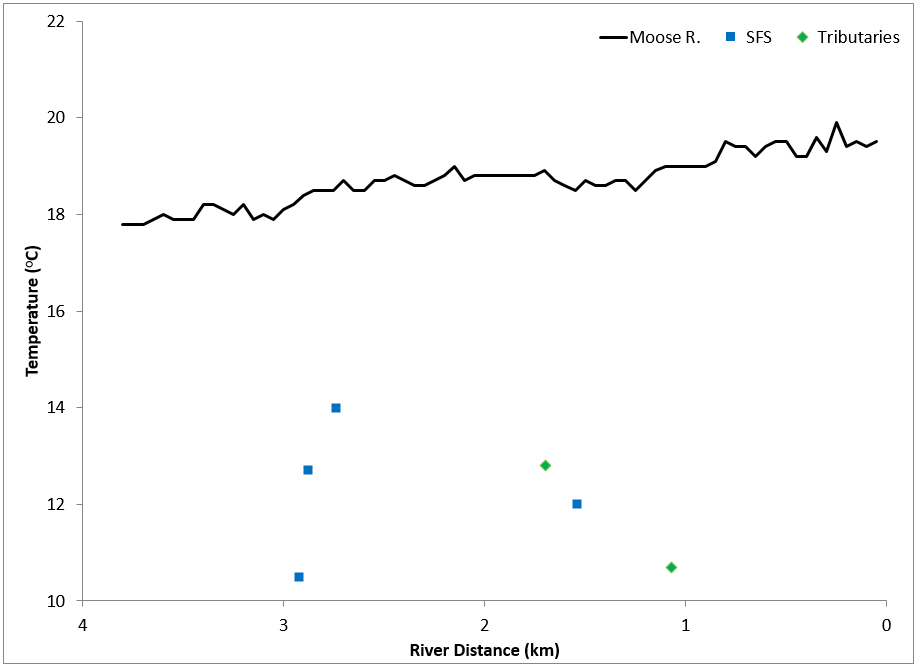 22
Moose R. SFS Tributaries
20
18
16
14
12
10
Temperature (°C)
4 3 2 1 0
River Distance (km)